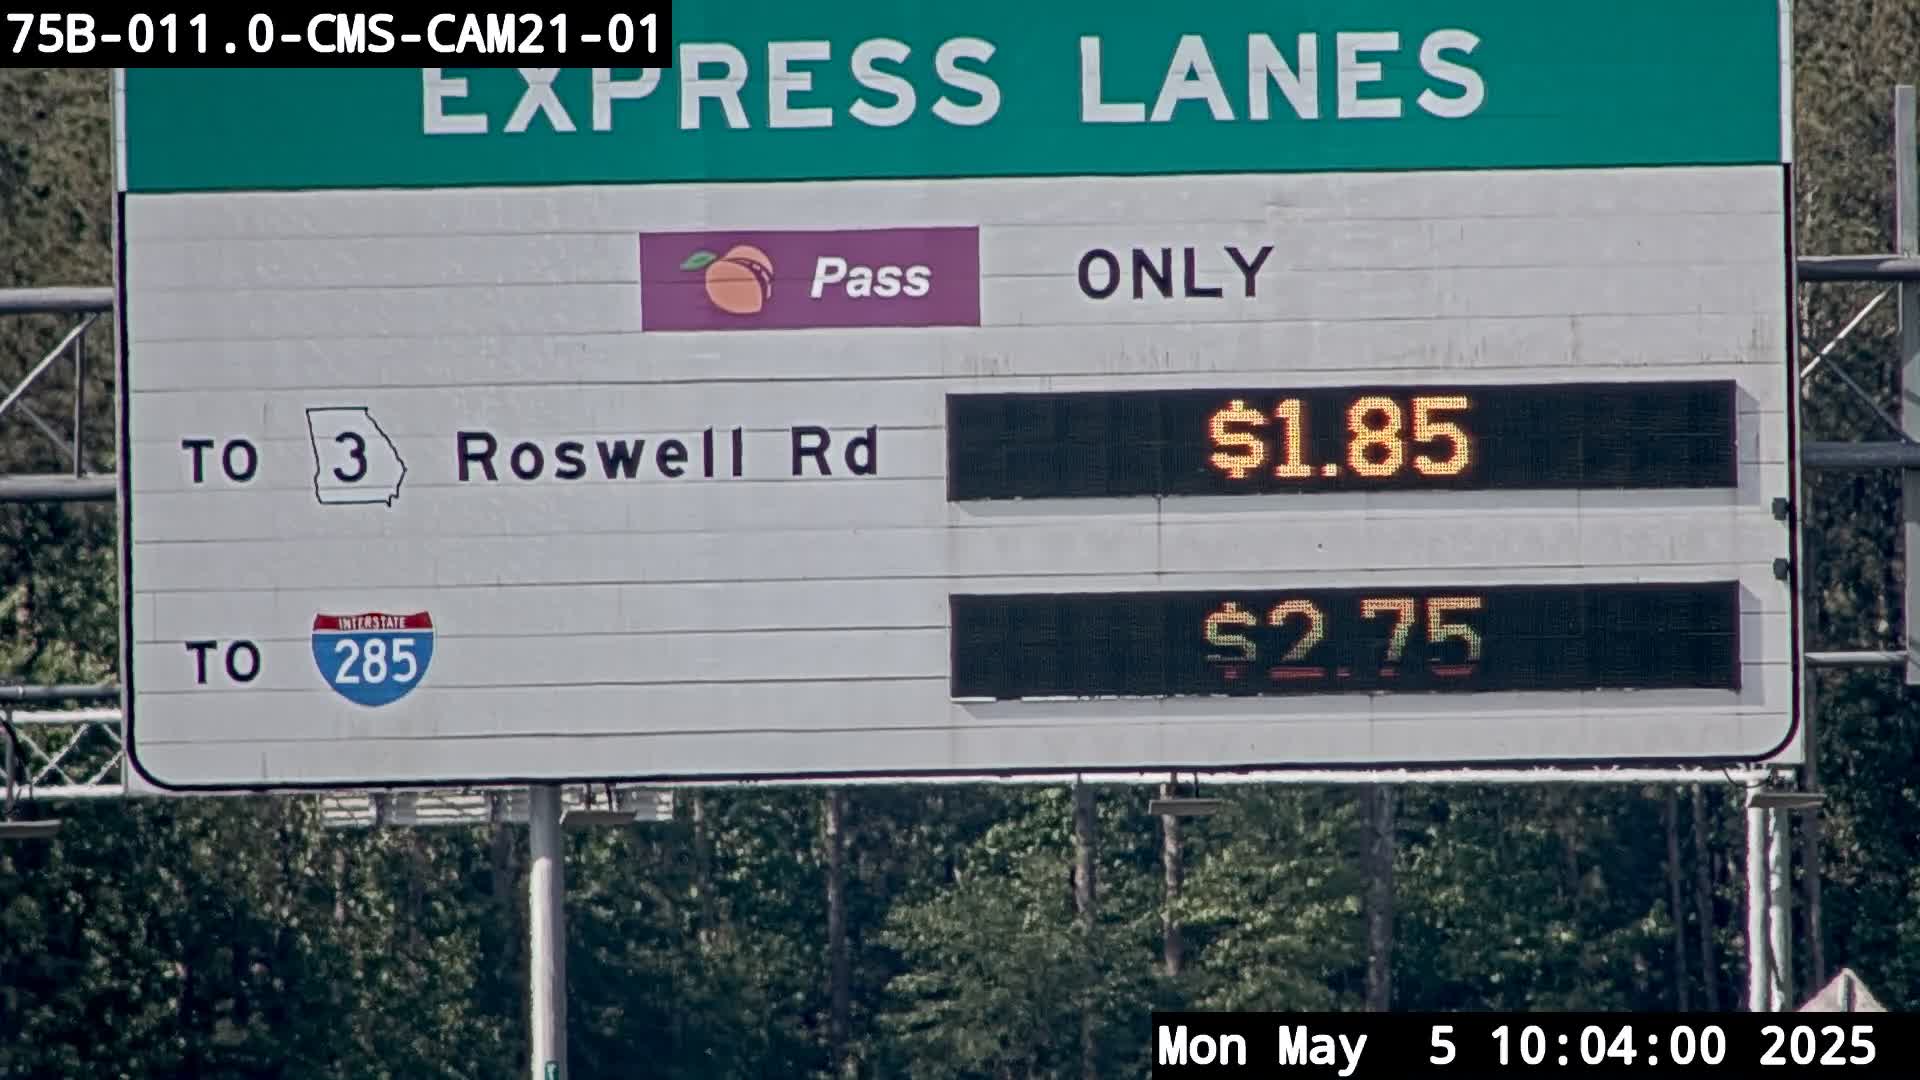 75B-011.0-CMS-CAM21-01
EXPRESS LANES
Pass ONLY
TO 3 Roswell Rd $1.85
TO INTERSTATE 285 $2.75
Mon May 5 10:04:00 2025